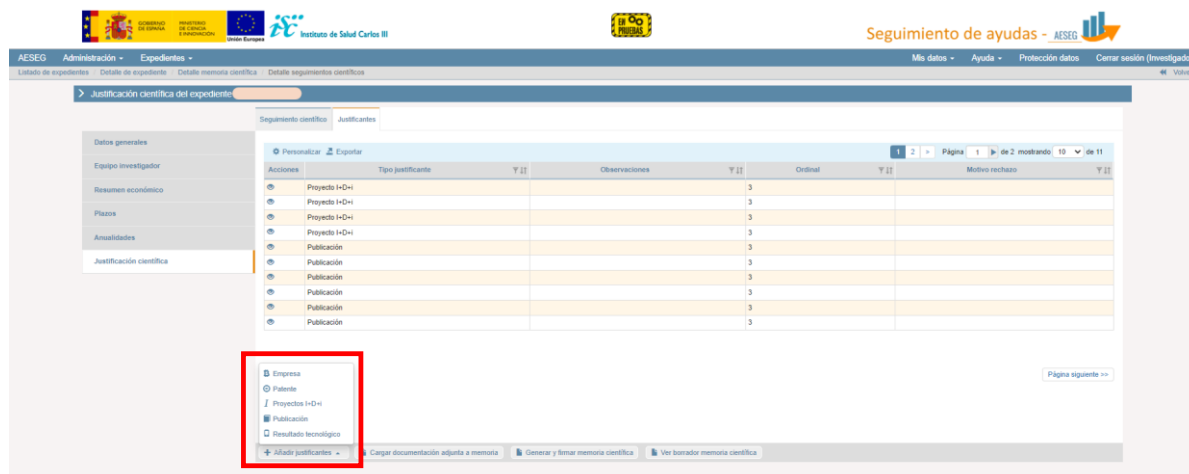 GOBIERNO DE ESPAÑA
MINISTERIO DE CIENCIA E INNOVACIÓN
Unión Europea
Instituto de Salud Carlos III
EN PRUEBAS
Seguimiento de ayudas - AESEG
AESEG Administración Expedientes Mis datos Ayuda Protección datos Cerrar sesión (Investigado
Listado de expedientes Detalle de expediente Detalle memoria científica Detalle seguimientos científicos Volve
Justificación científica del expediente
Seguimiento científico Justificantes
Datos generales
Equipo investigador
Resumen económico
Plazos
Anualidades
Justificación científica
Personalizar Exportar 1 2 » Página 1 de 2 mostrando 10 de 11
Acciones Tipo justificante Observaciones Ordinal Motivo rechazo
Proyecto I+D+i 3
Proyecto I+D+i 3
Proyecto I+D+i 3
Proyecto I+D+i 3
Publicación 3
Publicación 3
Publicación 3
Publicación 3
Publicación 3
Publicación 3
Empresa
Patente
Proyectos I+D+i
Publicación
Resultado tecnológico
Página siguiente >>
+ Añadir justificantes Cargar documentación adjunta a memoria Generar y firmar memoria científica Ver borrador memoria científica